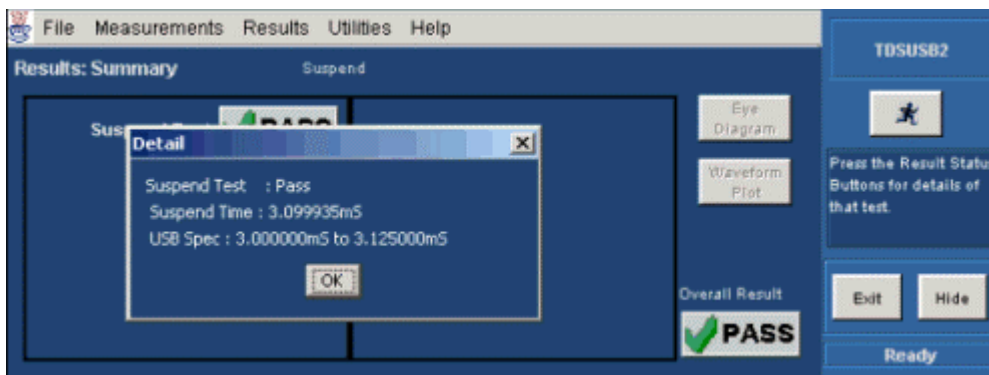 File Measurements Results Utilities Help
Results: Summary Suspend
TDSUSB2
Eye
Diagram
Waveform
Plot
Press the Result Statu
Buttons for details of
that test.
Detail
Suspend Test : Pass
Suspend Time : 3.099935mS
USB Spec : 3.000000mS to 3.125000mS
OK
Overall Result
PASS
Exit Hide
Ready